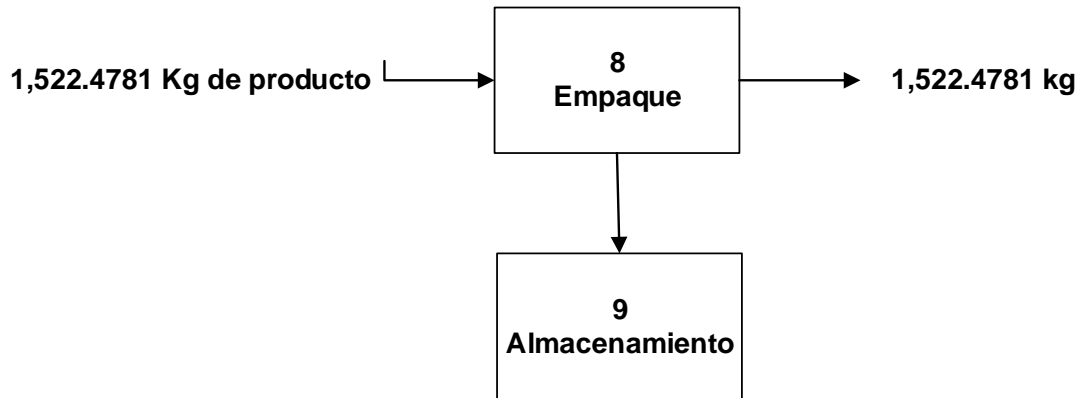 1,522.4781 Kg de producto
8
Empaque
1,522.4781 kg
9
Almacenamiento